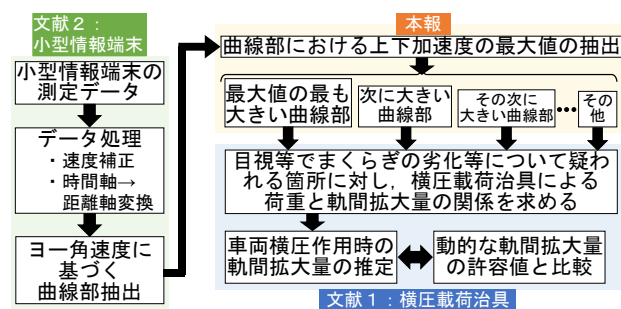 文献２：
小型情報端末
小型情報端末の
測定データ
データ処理
・速度補正
・時間軸→
距離軸変換
ヨー角速度に
基づく
曲線部抽出
本報
曲線部における上下加速度の最大値の抽出
最大値の最も
大きい曲線部
次に大きい
曲線部
その次に
大きい曲線部
…
その
他
目視等でまくらぎの劣化等について疑わ
れる箇所に対し，横圧載荷治具による
荷重と軌間拡大量の関係を求める
車両横圧作用時の
軌間拡大量の推定
動的な軌間拡大量
の許容値と比較
文献１：横圧載荷治具